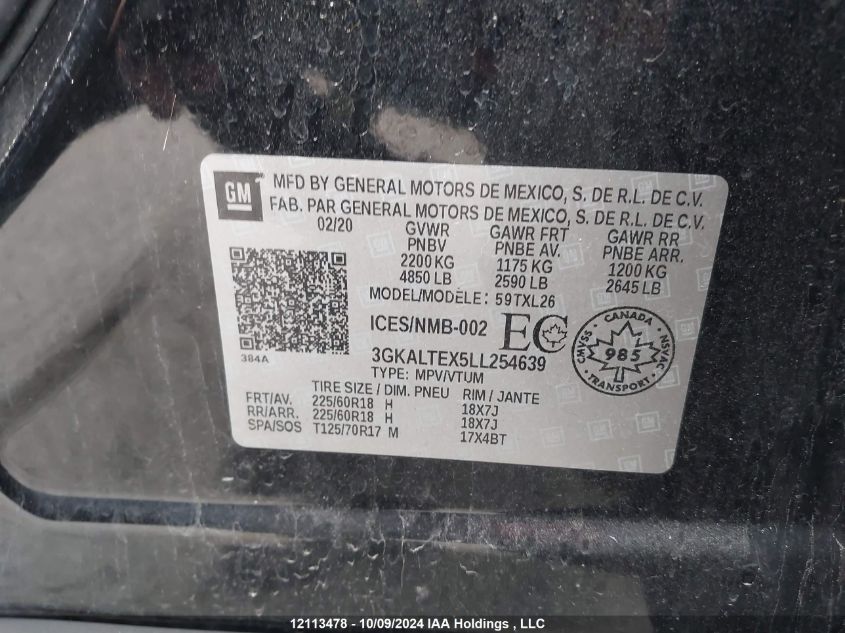 GM
MFD BY GENERAL MOTORS DE MEXICO, S. DE R.L. DE C.V.
FAB. PAR GENERAL MOTORS DE MEXICO, S. DE R.L. DE C.V.
02/20 GVWR GAWR FRT GAWR RR
PNBV PNBE AV. PNBE ARR.
2200 KG 1175 KG 1200 KG
4850 LB 2590 LB 2645 LB
MODEL/MODÈLE: 59TXL26
ICES/NMB-002 EC
384A
3GKALTEX5LL254639
TYPE: MPV/VTUM
CANADA
CMVSS 985 NSVAC
TRANSPORT
TIRE SIZE / DIM. PNEU RIM / JANTE
FRT/AV. 225/60R18 H 18X7J
RR/ARR. 225/60R18 H 18X7J
SPA/SOS T125/70R17 M 17X4BT
12113478 - 10/09/2024 IAA Holdings , LLC